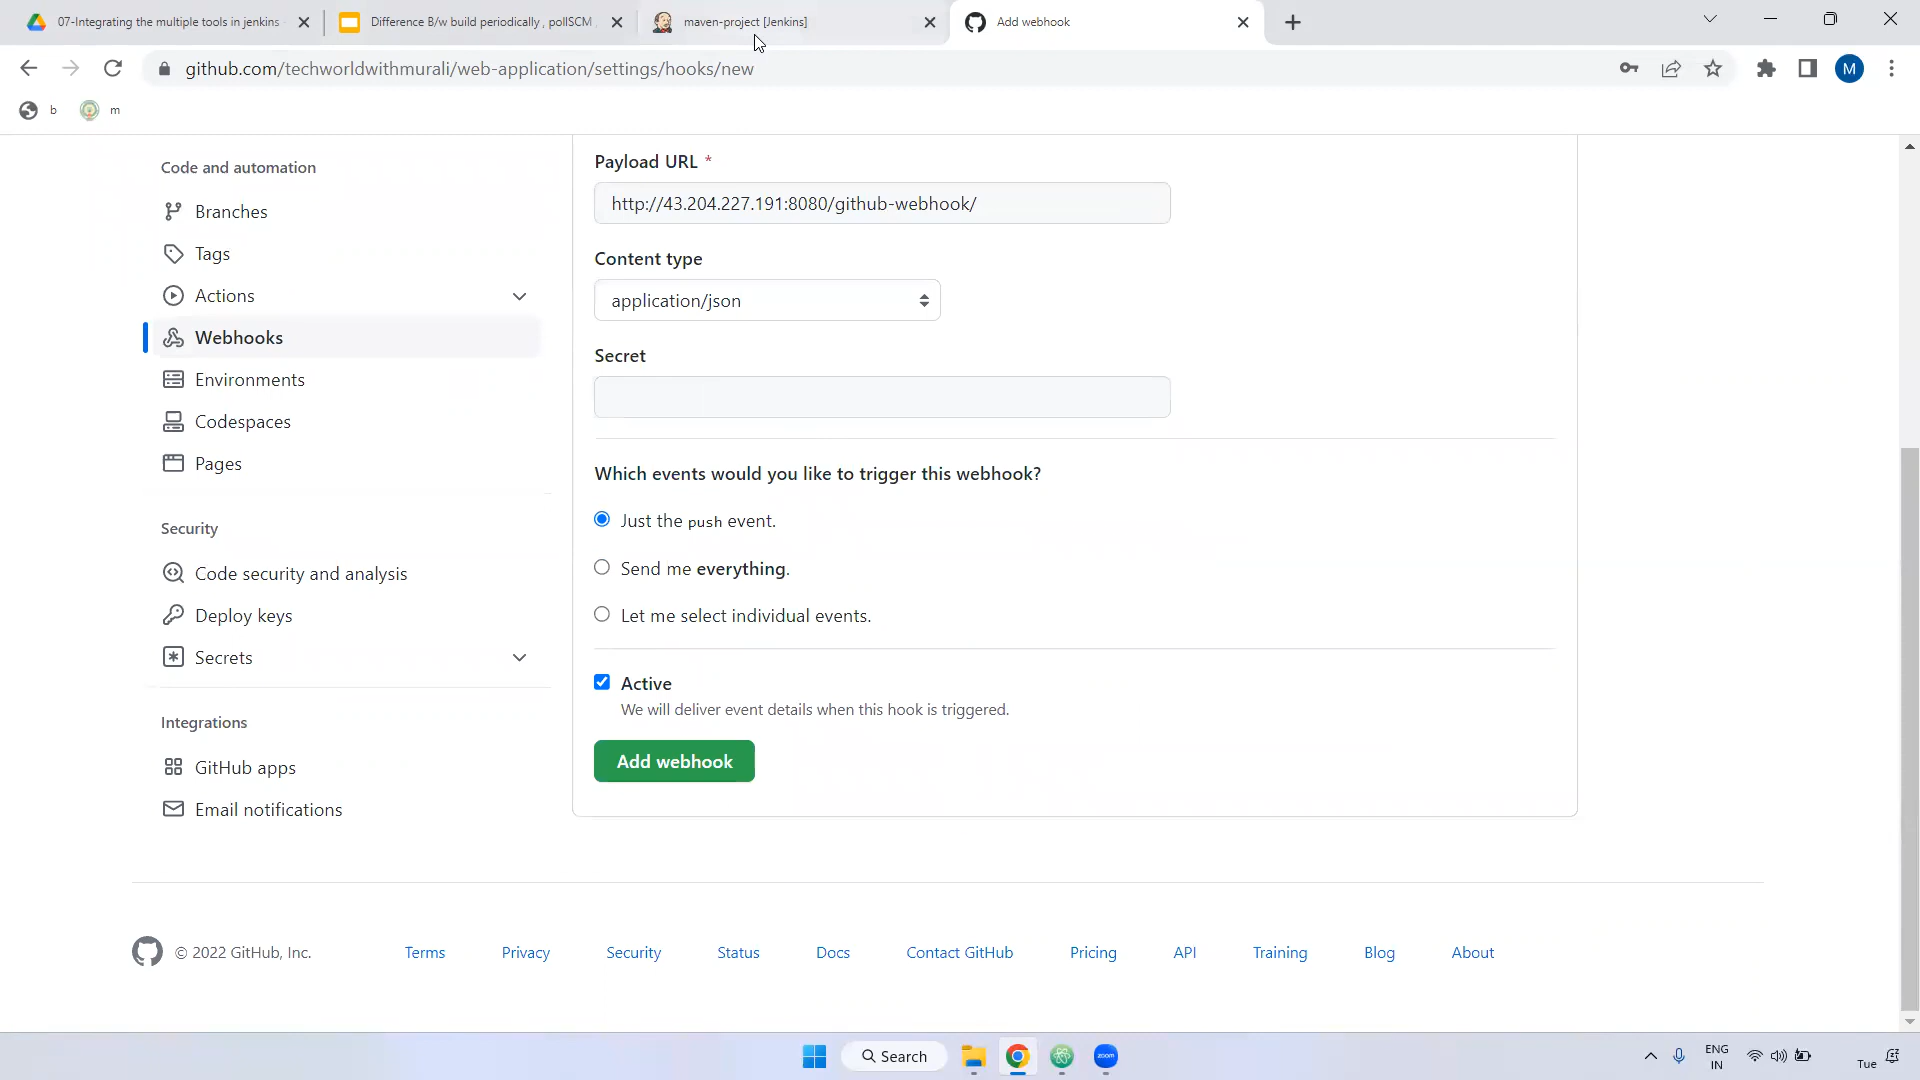 07-Integrating the multiple tools in jenkins
Difference B/w build periodically , pollSCM
maven-project [Jenkins]
Add webhook
github.com/techworldwithmurali/web-application/settings/hooks/new
M
b
m
Code and automation
Branches
Tags
Actions
Webhooks
Environments
Codespaces
Pages
Security
Code security and analysis
Deploy keys
Secrets
Integrations
GitHub apps
Email notifications
Payload URL *
http://43.204.227.191:8080/github-webhook/
Content type
application/json
Secret
Which events would you like to trigger this webhook?
Just the push event.
Send me everything.
Let me select individual events.
Active
We will deliver event details when this hook is triggered.
Add webhook
© 2022 GitHub, Inc.
Terms
Privacy
Security
Status
Docs
Contact GitHub
Pricing
API
Training
Blog
About
Search
zoom
ENG
IN
Tue